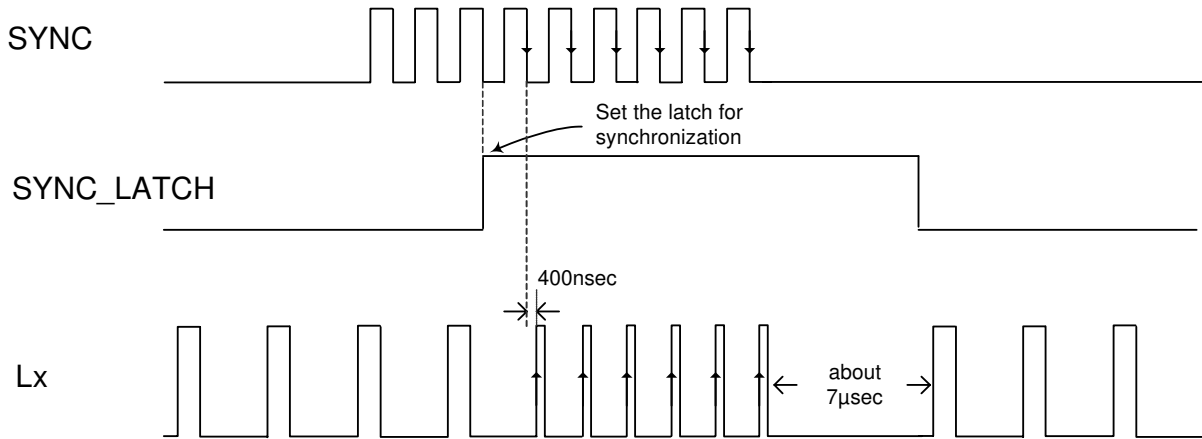 SYNC
Set the latch for
synchronization
SYNC_LATCH
400nsec
Lx
about
7µsec